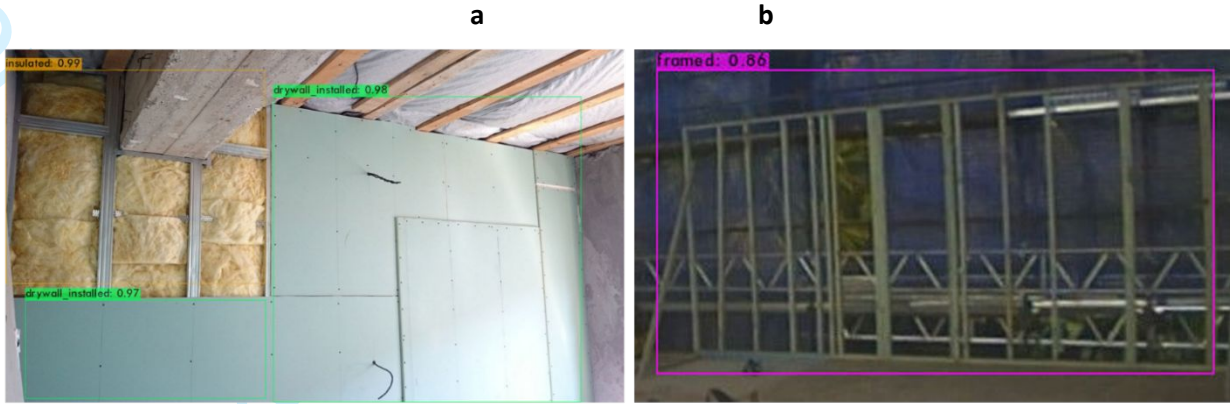 a
b
insulated: 0.99
drywall_installed: 0.98
drywall_installed: 0.97
framed: 0.86